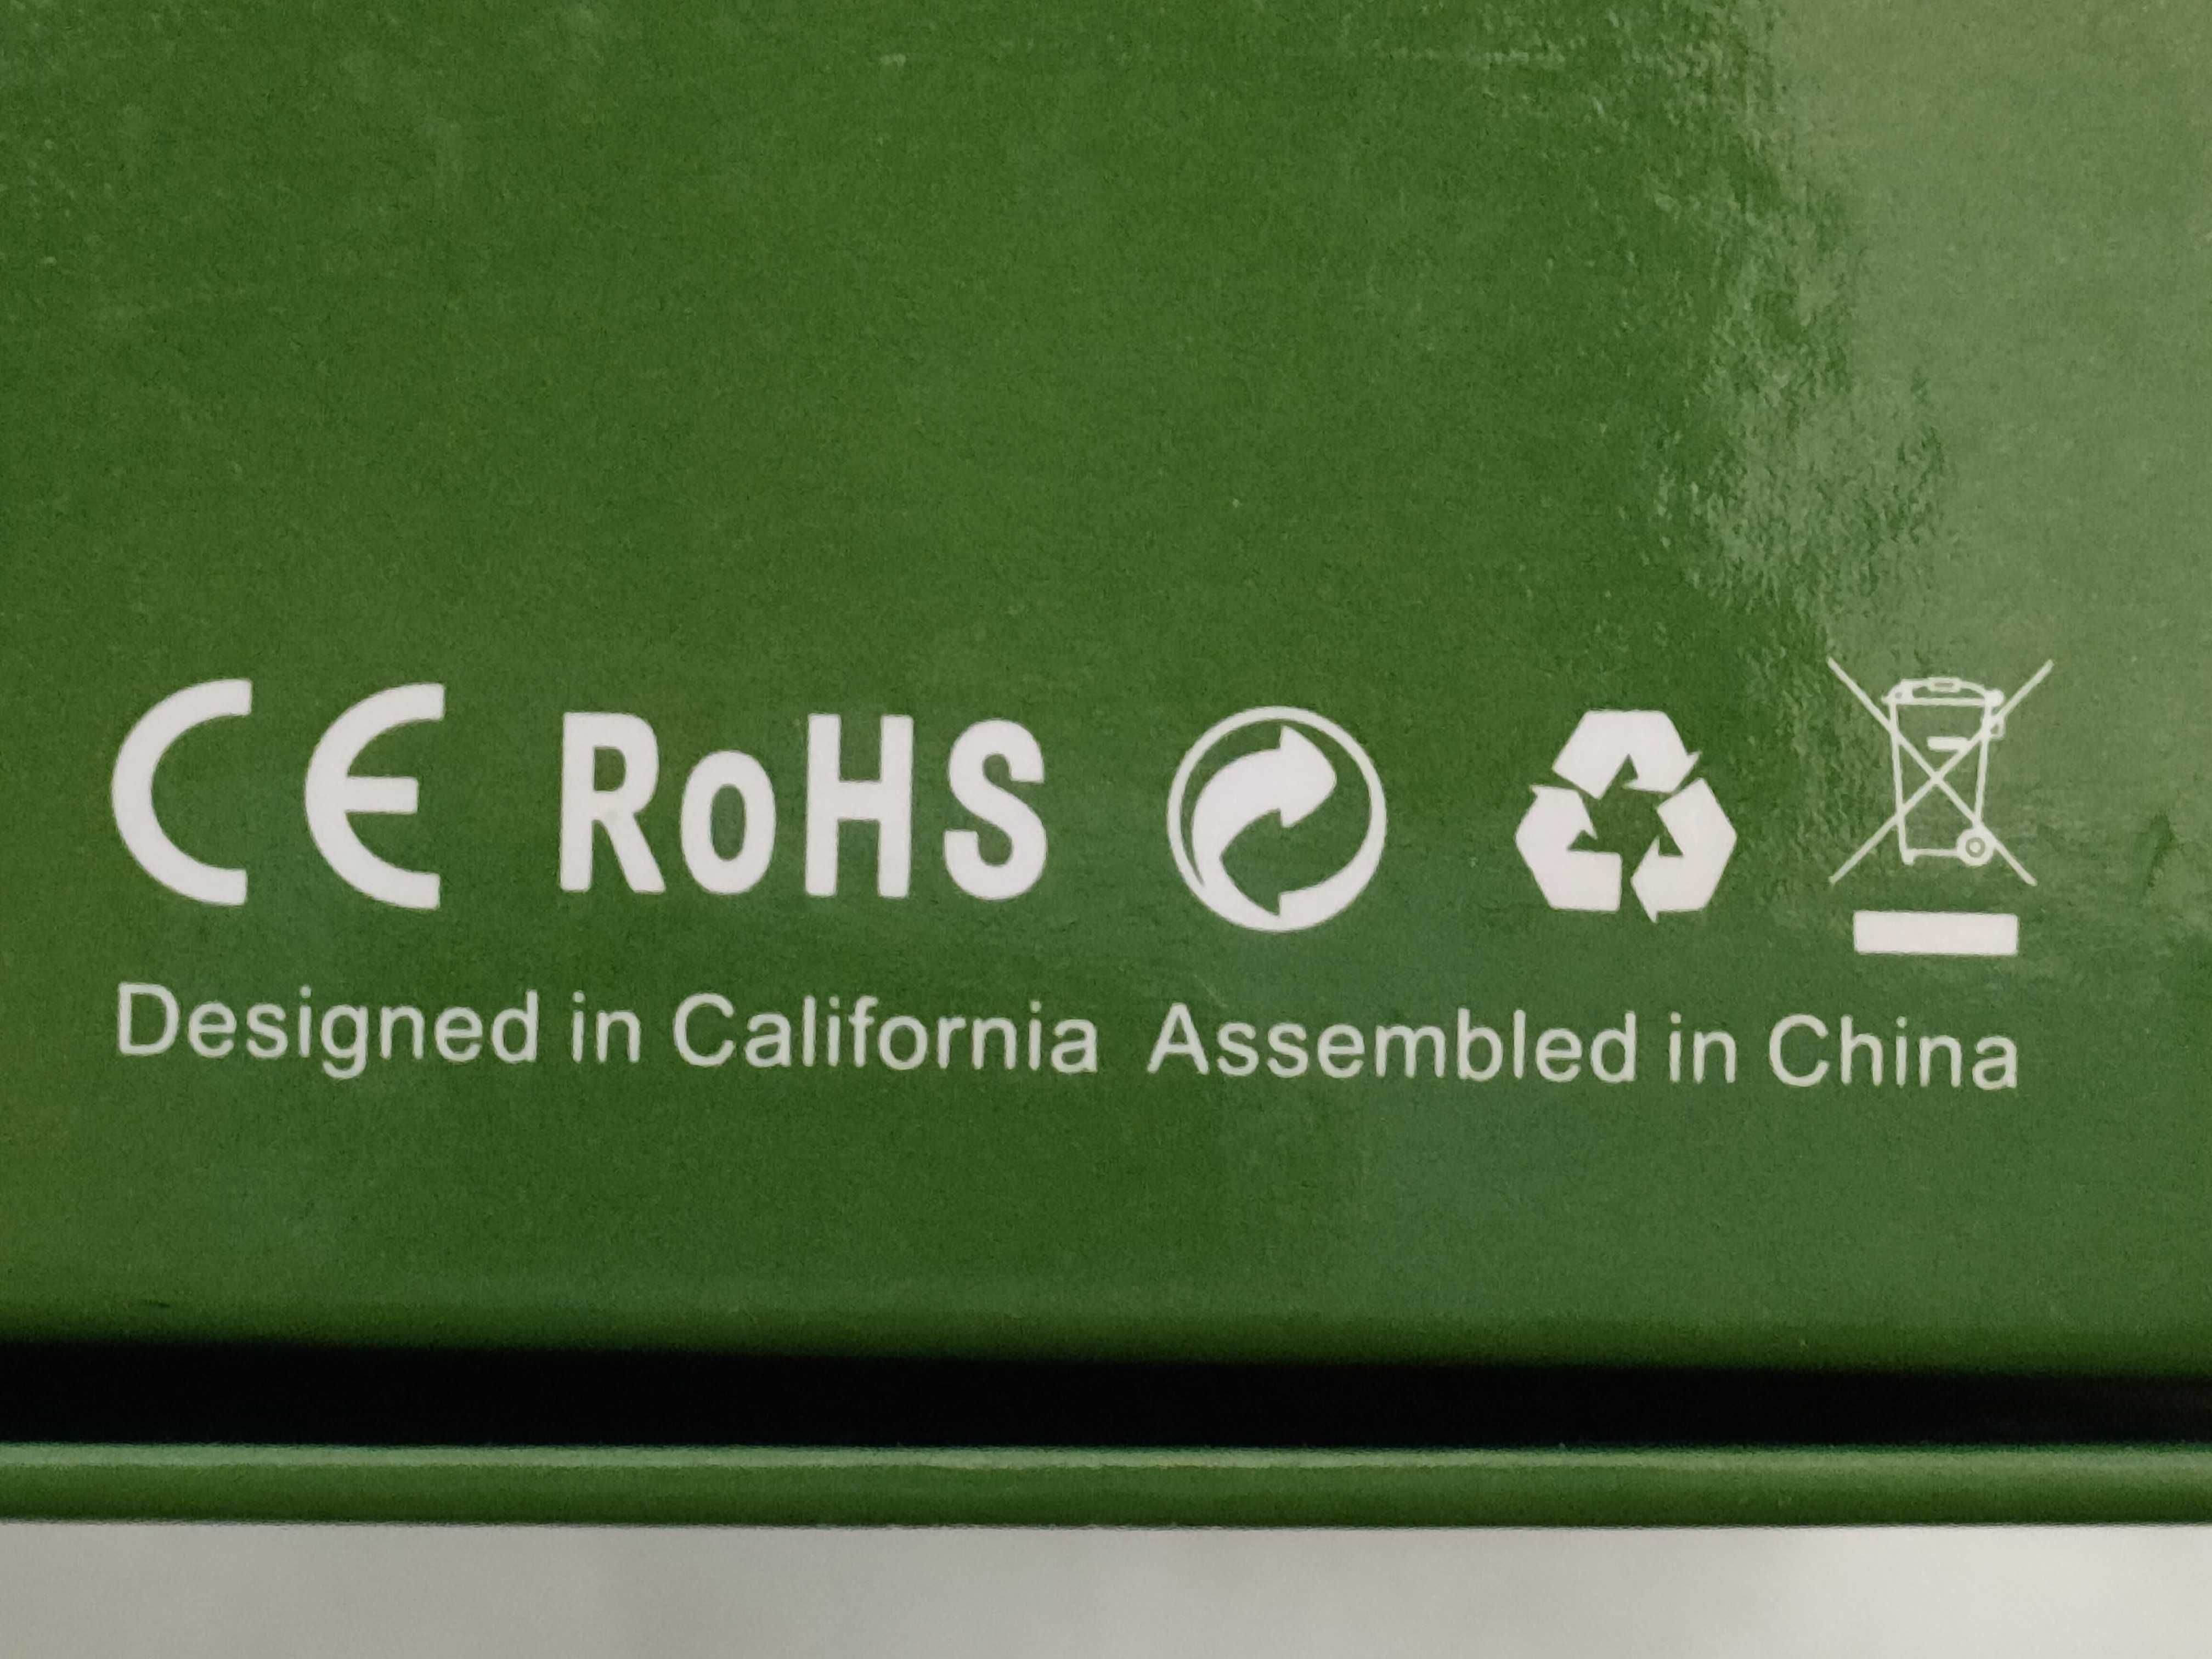 CE RoHS
Designed in California Assembled in China